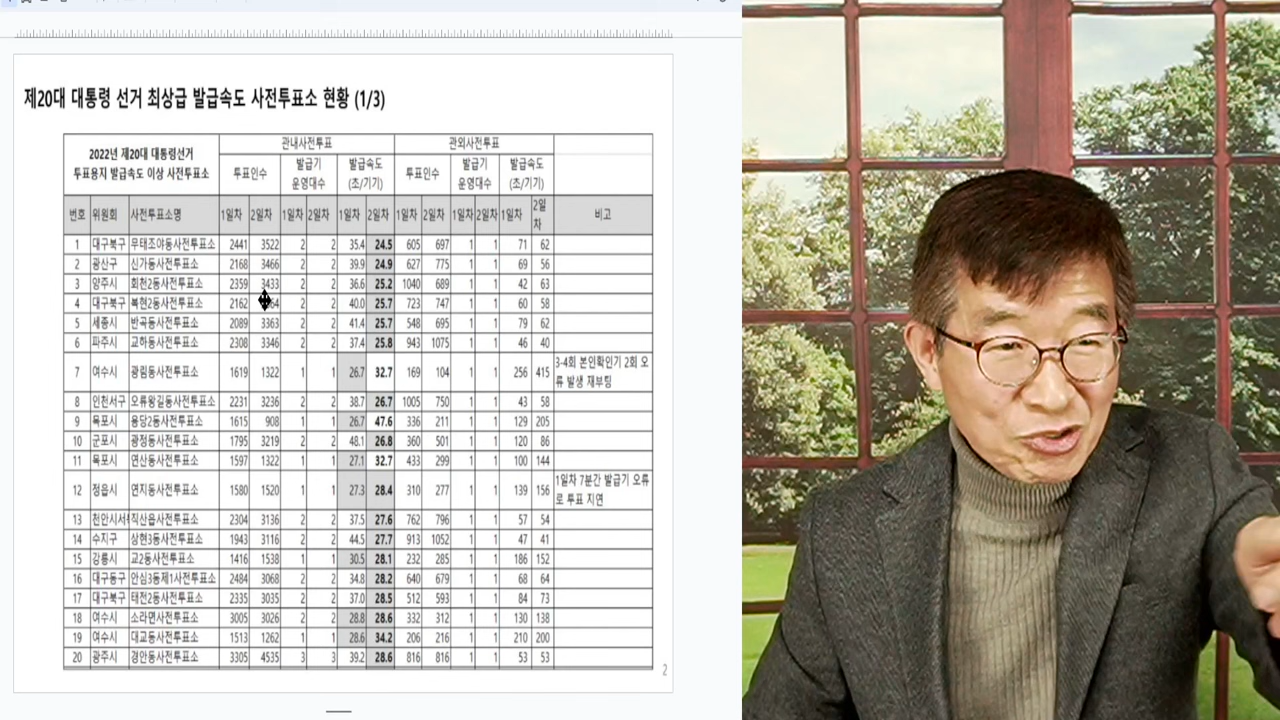 제20대 대통령 선거 최상급 발급속도 사전투표소 현황 (1/3)
2022년 제20대 대통령선거
투표용지 발급속도 이상 사전투표소
관내사전투표 관외사전투표
투표인수 발급기 운영대수 발급속도 (초/기기) 투표인수 발급기 운영대수 발급속도 (초/기기)
번호 위원회 사전투표소명 1일차 2일차 1일차 2일차 1일차 2일차 1일차 2일차 1일차 2일차 1일차 2일차 비고
1 대구북구 무태조야동사전투표소 2441 3522 2 2 35.4 24.5 605 697 1 1 71 62
2 광산구 신가동사전투표소 2168 3466 2 2 39.9 24.9 627 775 1 1 69 56
3 양주시 회천2동사전투표소 2359 3433 2 2 36.6 25.2 1040 689 1 1 42 63
4 대구북구 복현2동사전투표소 2162 2 2 40.0 25.7 723 747 1 1 60 58
5 세종시 반곡동사전투표소 2089 3363 2 2 41.4 25.7 548 695 1 1 79 62
6 파주시 교하동사전투표소 2308 3346 2 2 37.4 25.8 943 1075 1 1 46 40
7 여수시 광림동사전투표소 1619 1322 1 1 26.7 32.7 169 104 1 1 256 415 3-4회 본인확인기 2회 오류 발생 재부팅
8 인천서구 오류왕길동사전투표소 2231 3236 2 2 38.7 26.7 1005 750 1 1 43 58
9 목포시 용당2동사전투표소 1615 908 1 1 26.7 47.6 336 211 1 1 129 205
10 군포시 광정동사전투표소 1795 3219 2 2 48.1 26.8 360 501 1 1 120 86
11 목포시 연산동사전투표소 1597 1322 1 1 27.1 32.7 433 299 1 1 100 144
12 정읍시 연지동사전투표소 1580 1520 1 1 27.3 28.4 310 277 1 1 139 156 1일차 7분간 발급기 오류로 투표 지연
13 천안시서 직산읍사전투표소 2304 3136 2 2 37.5 27.6 762 796 1 1 57 54
14 수지구 상현3동사전투표소 1943 3116 2 2 44.5 27.7 913 1052 1 1 47 41
15 강릉시 교2동사전투표소 1416 1538 1 1 30.5 28.1 232 285 1 1 186 152
16 대구동구 안심3동제1사전투표소 2484 3068 2 2 34.8 28.2 640 679 1 1 68 64
17 대구북구 태전2동사전투표소 2335 3035 2 2 37.0 28.5 512 593 1 1 84 73
18 여수시 소라면사전투표소 3005 3026 2 2 28.8 28.6 332 312 1 1 130 138
19 여수시 대교동사전투표소 1513 1262 1 1 28.6 34.2 206 216 1 1 210 200
20 광주시 경안동사전투표소 3305 4535 3 3 39.2 28.6 816 816 1 1 53 53
2